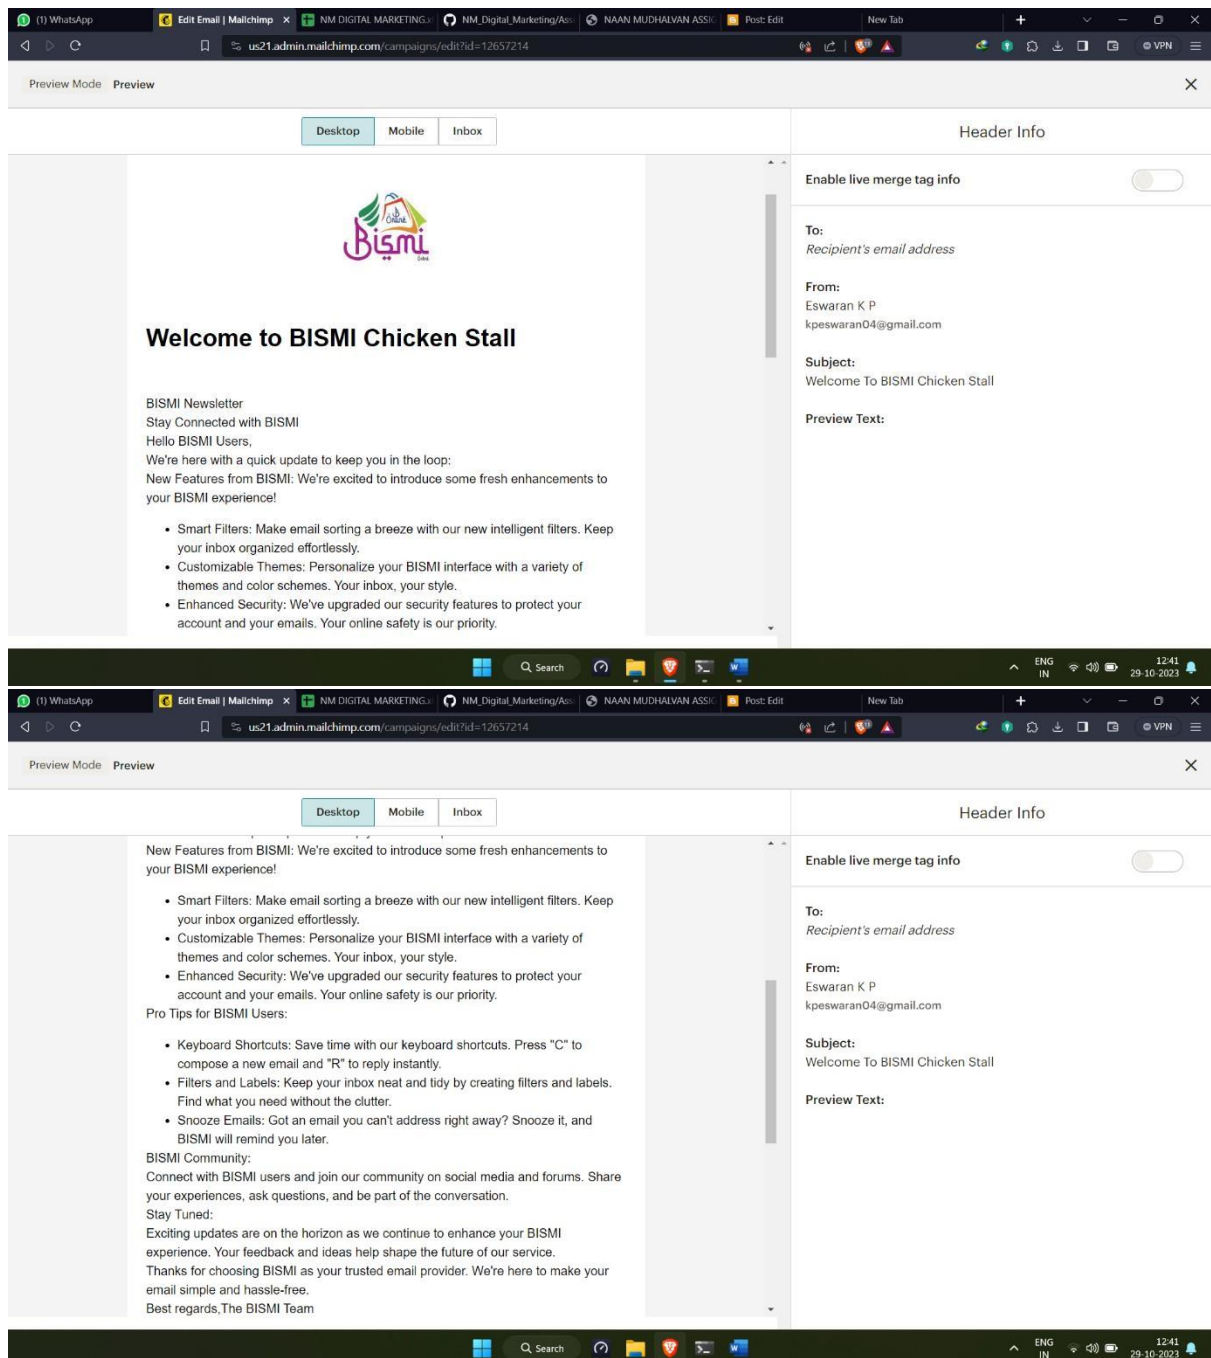 (1) WhatsApp
Edit Email | Mailchimp
NM DIGITAL MARKETING.x
NM_Digital_Marketing/Ass
NAAN MUDHALVAN ASSIG
Post: Edit
New Tab
us21.admin.mailchimp.com/campaigns/edit?id=12657214
VPN
Preview Mode Preview
Desktop Mobile Inbox
Header Info
Online
Bismi
Enable live merge tag info
To:
Recipient's email address
From:
Eswaran K P
kpeswaran04@gmail.com
Subject:
Welcome To BISMI Chicken Stall
Preview Text:
Welcome to BISMI Chicken Stall
BISMI Newsletter
Stay Connected with BISMI
Hello BISMI Users,
We're here with a quick update to keep you in the loop:
New Features from BISMI: We're excited to introduce some fresh enhancements to
your BISMI experience!
• Smart Filters: Make email sorting a breeze with our new intelligent filters. Keep
your inbox organized effortlessly.
• Customizable Themes: Personalize your BISMI interface with a variety of
themes and color schemes. Your inbox, your style.
• Enhanced Security: We've upgraded our security features to protect your
account and your emails. Your online safety is our priority.
Search
ENG
IN
12:41
29-10-2023
(1) WhatsApp
Edit Email | Mailchimp
NM DIGITAL MARKETING.x
NM_Digital_Marketing/Ass
NAAN MUDHALVAN ASSIG
Post: Edit
New Tab
us21.admin.mailchimp.com/campaigns/edit?id=12657214
VPN
Preview Mode Preview
Desktop Mobile Inbox
Header Info
New Features from BISMI: We're excited to introduce some fresh enhancements to
your BISMI experience!
• Smart Filters: Make email sorting a breeze with our new intelligent filters. Keep
your inbox organized effortlessly.
• Customizable Themes: Personalize your BISMI interface with a variety of
themes and color schemes. Your inbox, your style.
• Enhanced Security: We've upgraded our security features to protect your
account and your emails. Your online safety is our priority.
Pro Tips for BISMI Users:
• Keyboard Shortcuts: Save time with our keyboard shortcuts. Press "C" to
compose a new email and "R" to reply instantly.
• Filters and Labels: Keep your inbox neat and tidy by creating filters and labels.
Find what you need without the clutter.
• Snooze Emails: Got an email you can't address right away? Snooze it, and
BISMI will remind you later.
BISMI Community:
Connect with BISMI users and join our community on social media and forums. Share
your experiences, ask questions, and be part of the conversation.
Stay Tuned:
Exciting updates are on the horizon as we continue to enhance your BISMI
experience. Your feedback and ideas help shape the future of our service.
Thanks for choosing BISMI as your trusted email provider. We're here to make your
email simple and hassle-free.
Best regards,The BISMI Team
Enable live merge tag info
To:
Recipient's email address
From:
Eswaran K P
kpeswaran04@gmail.com
Subject:
Welcome To BISMI Chicken Stall
Preview Text:
Search
ENG
IN
12:41
29-10-2023